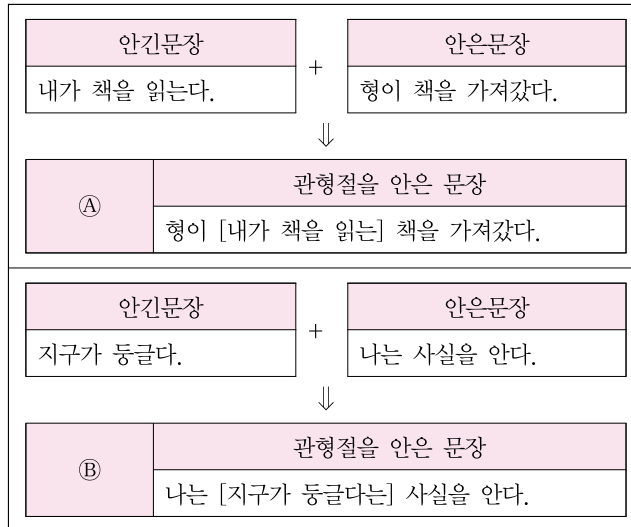 안긴문장 + 안은문장
내가 책을 읽는다. 형이 책을 가져갔다.
⇓
Ⓐ 관형절을 안은 문장
형이 [내가 책을 읽는] 책을 가져갔다.
안긴문장 + 안은문장
지구가 둥글다. 나는 사실을 안다.
⇓
Ⓑ 관형절을 안은 문장
나는 [지구가 둥글다는] 사실을 안다.